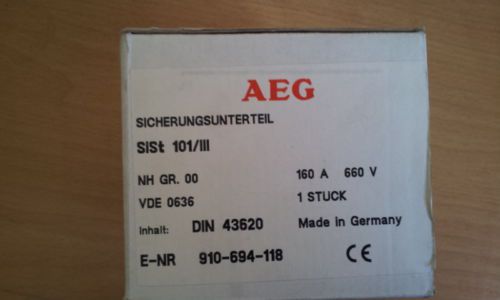 AEG
SICHERUNGSUNTERTEIL
SiSt 101/III
NH GR. 00 160 A 660 V
VDE 0636 1 STUCK
Inhalt: DIN 43620 Made in Germany
E-NR 910-694-118 CE